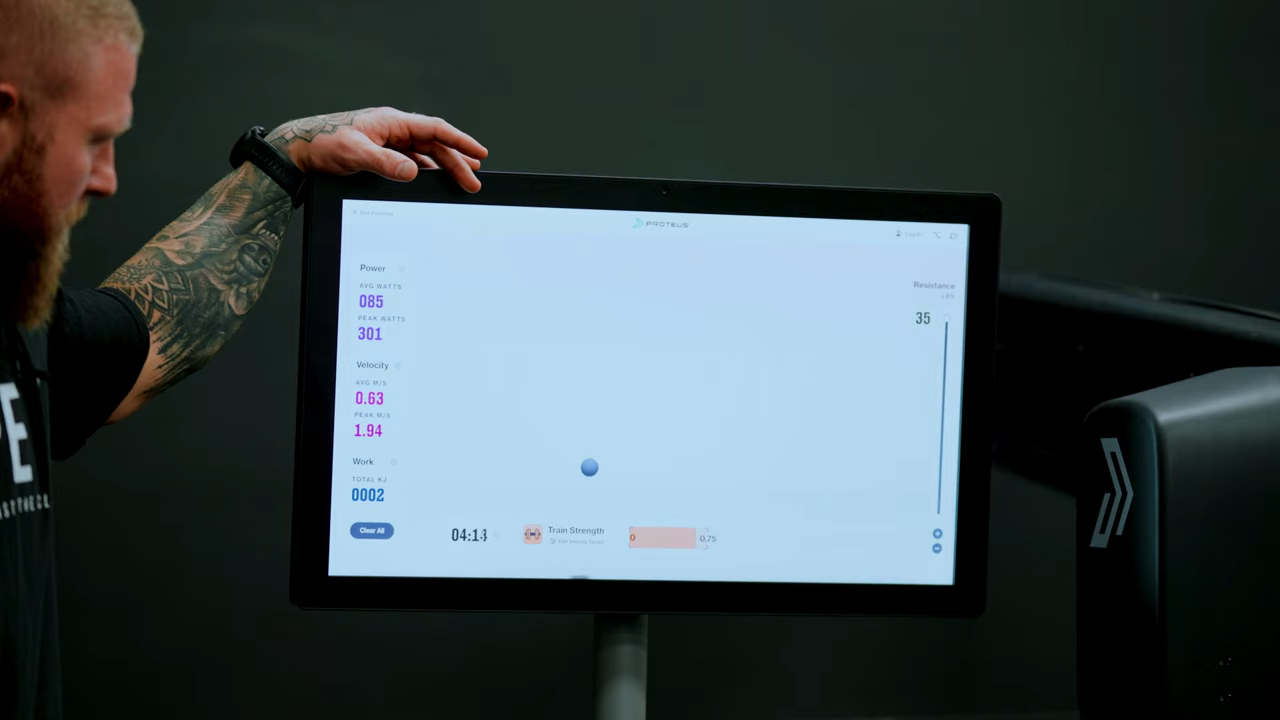 PROTEUS
Power
AVG WATTS
085
PEAK WATTS
301
Velocity
AVG M/S
0.63
PEAK M/S
1.94
Work
TOTAL KJ
0002
Clear All
Train Strength
0
0.75
Resistance
LBS
35
E